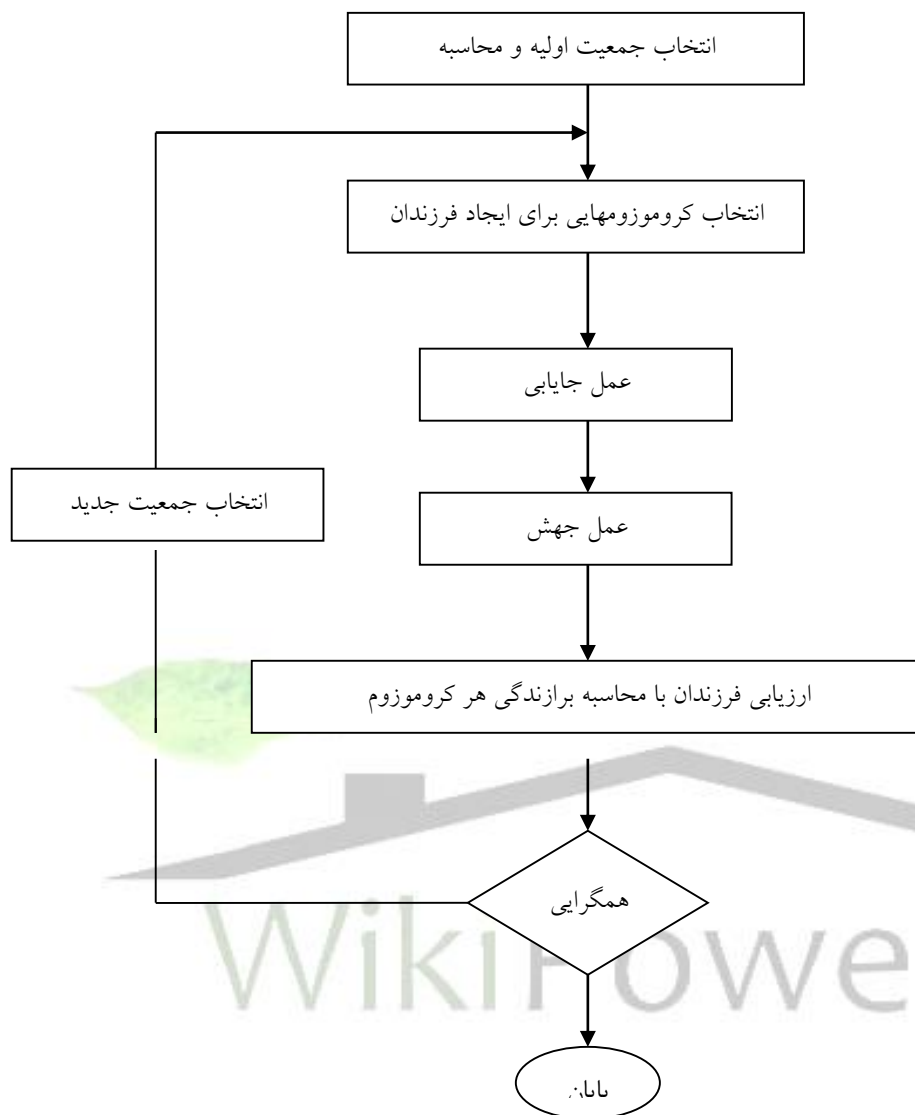 انتخاب جمعیت اولیه و محاسبه
انتخاب کروموزومهایی برای ایجاد فرزندان
عمل جایابی
عمل جهش
انتخاب جمعیت جدید
ارزیابی فرزندان با محاسبه برازندگی هر کروموزوم
همگرایی
WikiPowe
پایان